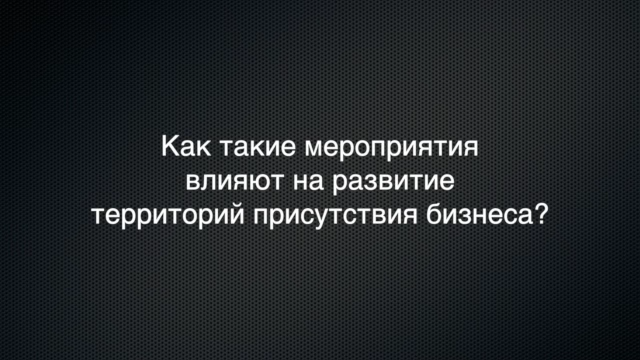 Как такие мероприятия
влияют на развитие
территорий присутствия бизнеса?